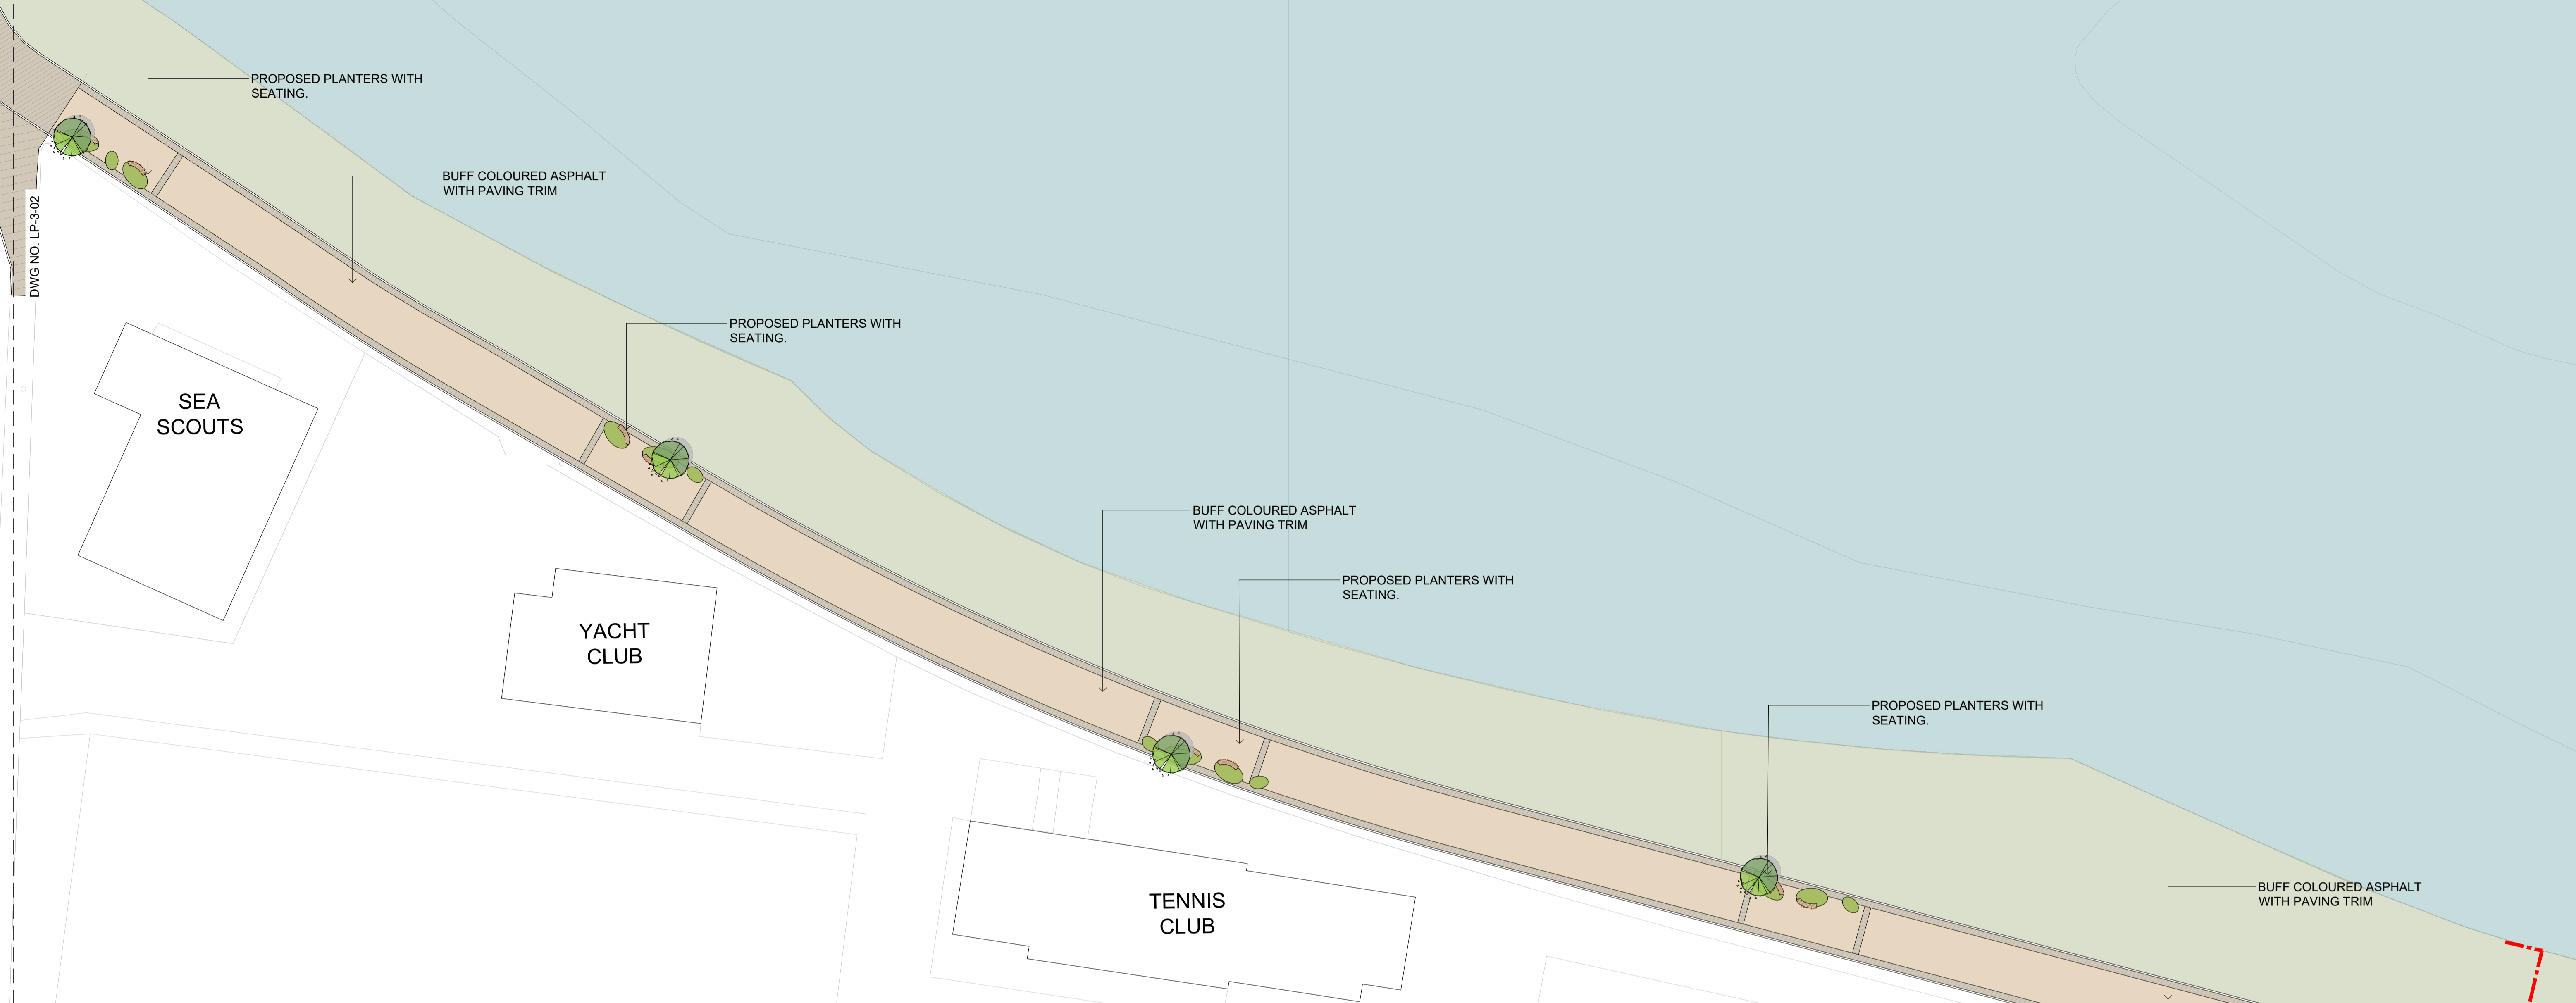 PROPOSED PLANTERS WITH
SEATING.
BUFF COLOURED ASPHALT
WITH PAVING TRIM
DWG NO. LP-3-02
PROPOSED PLANTERS WITH
SEATING.
SEA
SCOUTS
BUFF COLOURED ASPHALT
WITH PAVING TRIM
PROPOSED PLANTERS WITH
SEATING.
YACHT
CLUB
PROPOSED PLANTERS WITH
SEATING.
TENNIS
CLUB
BUFF COLOURED ASPHALT
WITH PAVING TRIM